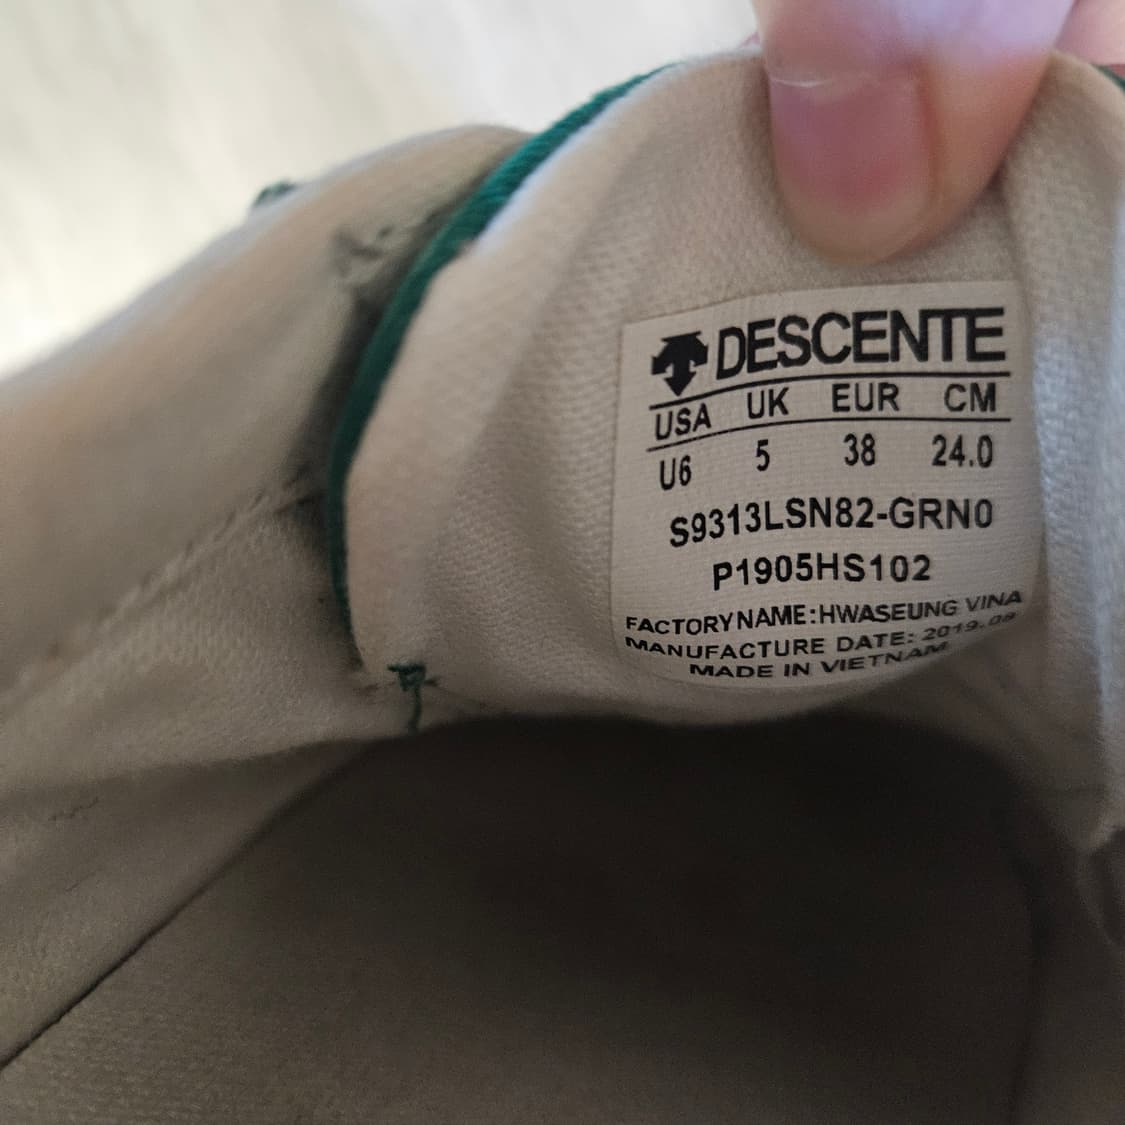 DESCENTE
USA UK EUR CM
U6 5 38 24.0
S9313LSN82-GRN0
P1905HS102
FACTORY NAME:HWASEUNG VINA
MANUFACTURE DATE: 2019.08
MADE IN VIETNAM